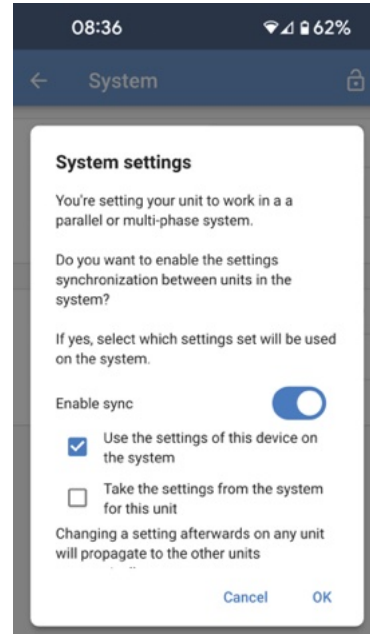 08:36
62%
System
System settings
You're setting your unit to work in a a
parallel or multi-phase system.
Do you want to enable the settings
synchronization between units in the
system?
If yes, select which settings set will be used
on the system.
Enable sync
Use the settings of this device on
the system
Take the settings from the system
for this unit
Changing a setting afterwards on any unit
will propagate to the other units
Cancel OK